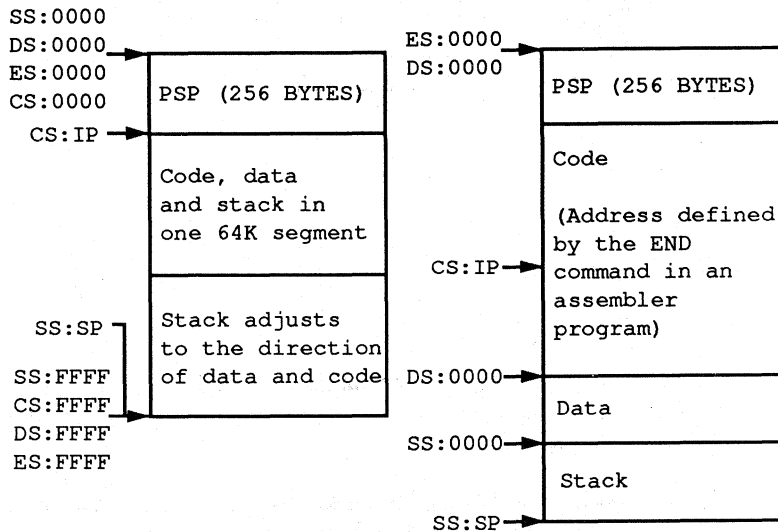 SS:0000
DS:0000
ES:0000
CS:0000
CS:IP
PSP (256 BYTES)
Code, data
and stack in
one 64K segment
Stack adjusts
to the direction
of data and code
SS:SP
SS:FFFF
CS:FFFF
DS:FFFF
ES:FFFF
ES:0000
DS:0000
PSP (256 BYTES)
Code
(Address defined
by the END
command in an
assembler
program)
CS:IP
DS:0000
Data
SS:0000
Stack
SS:SP